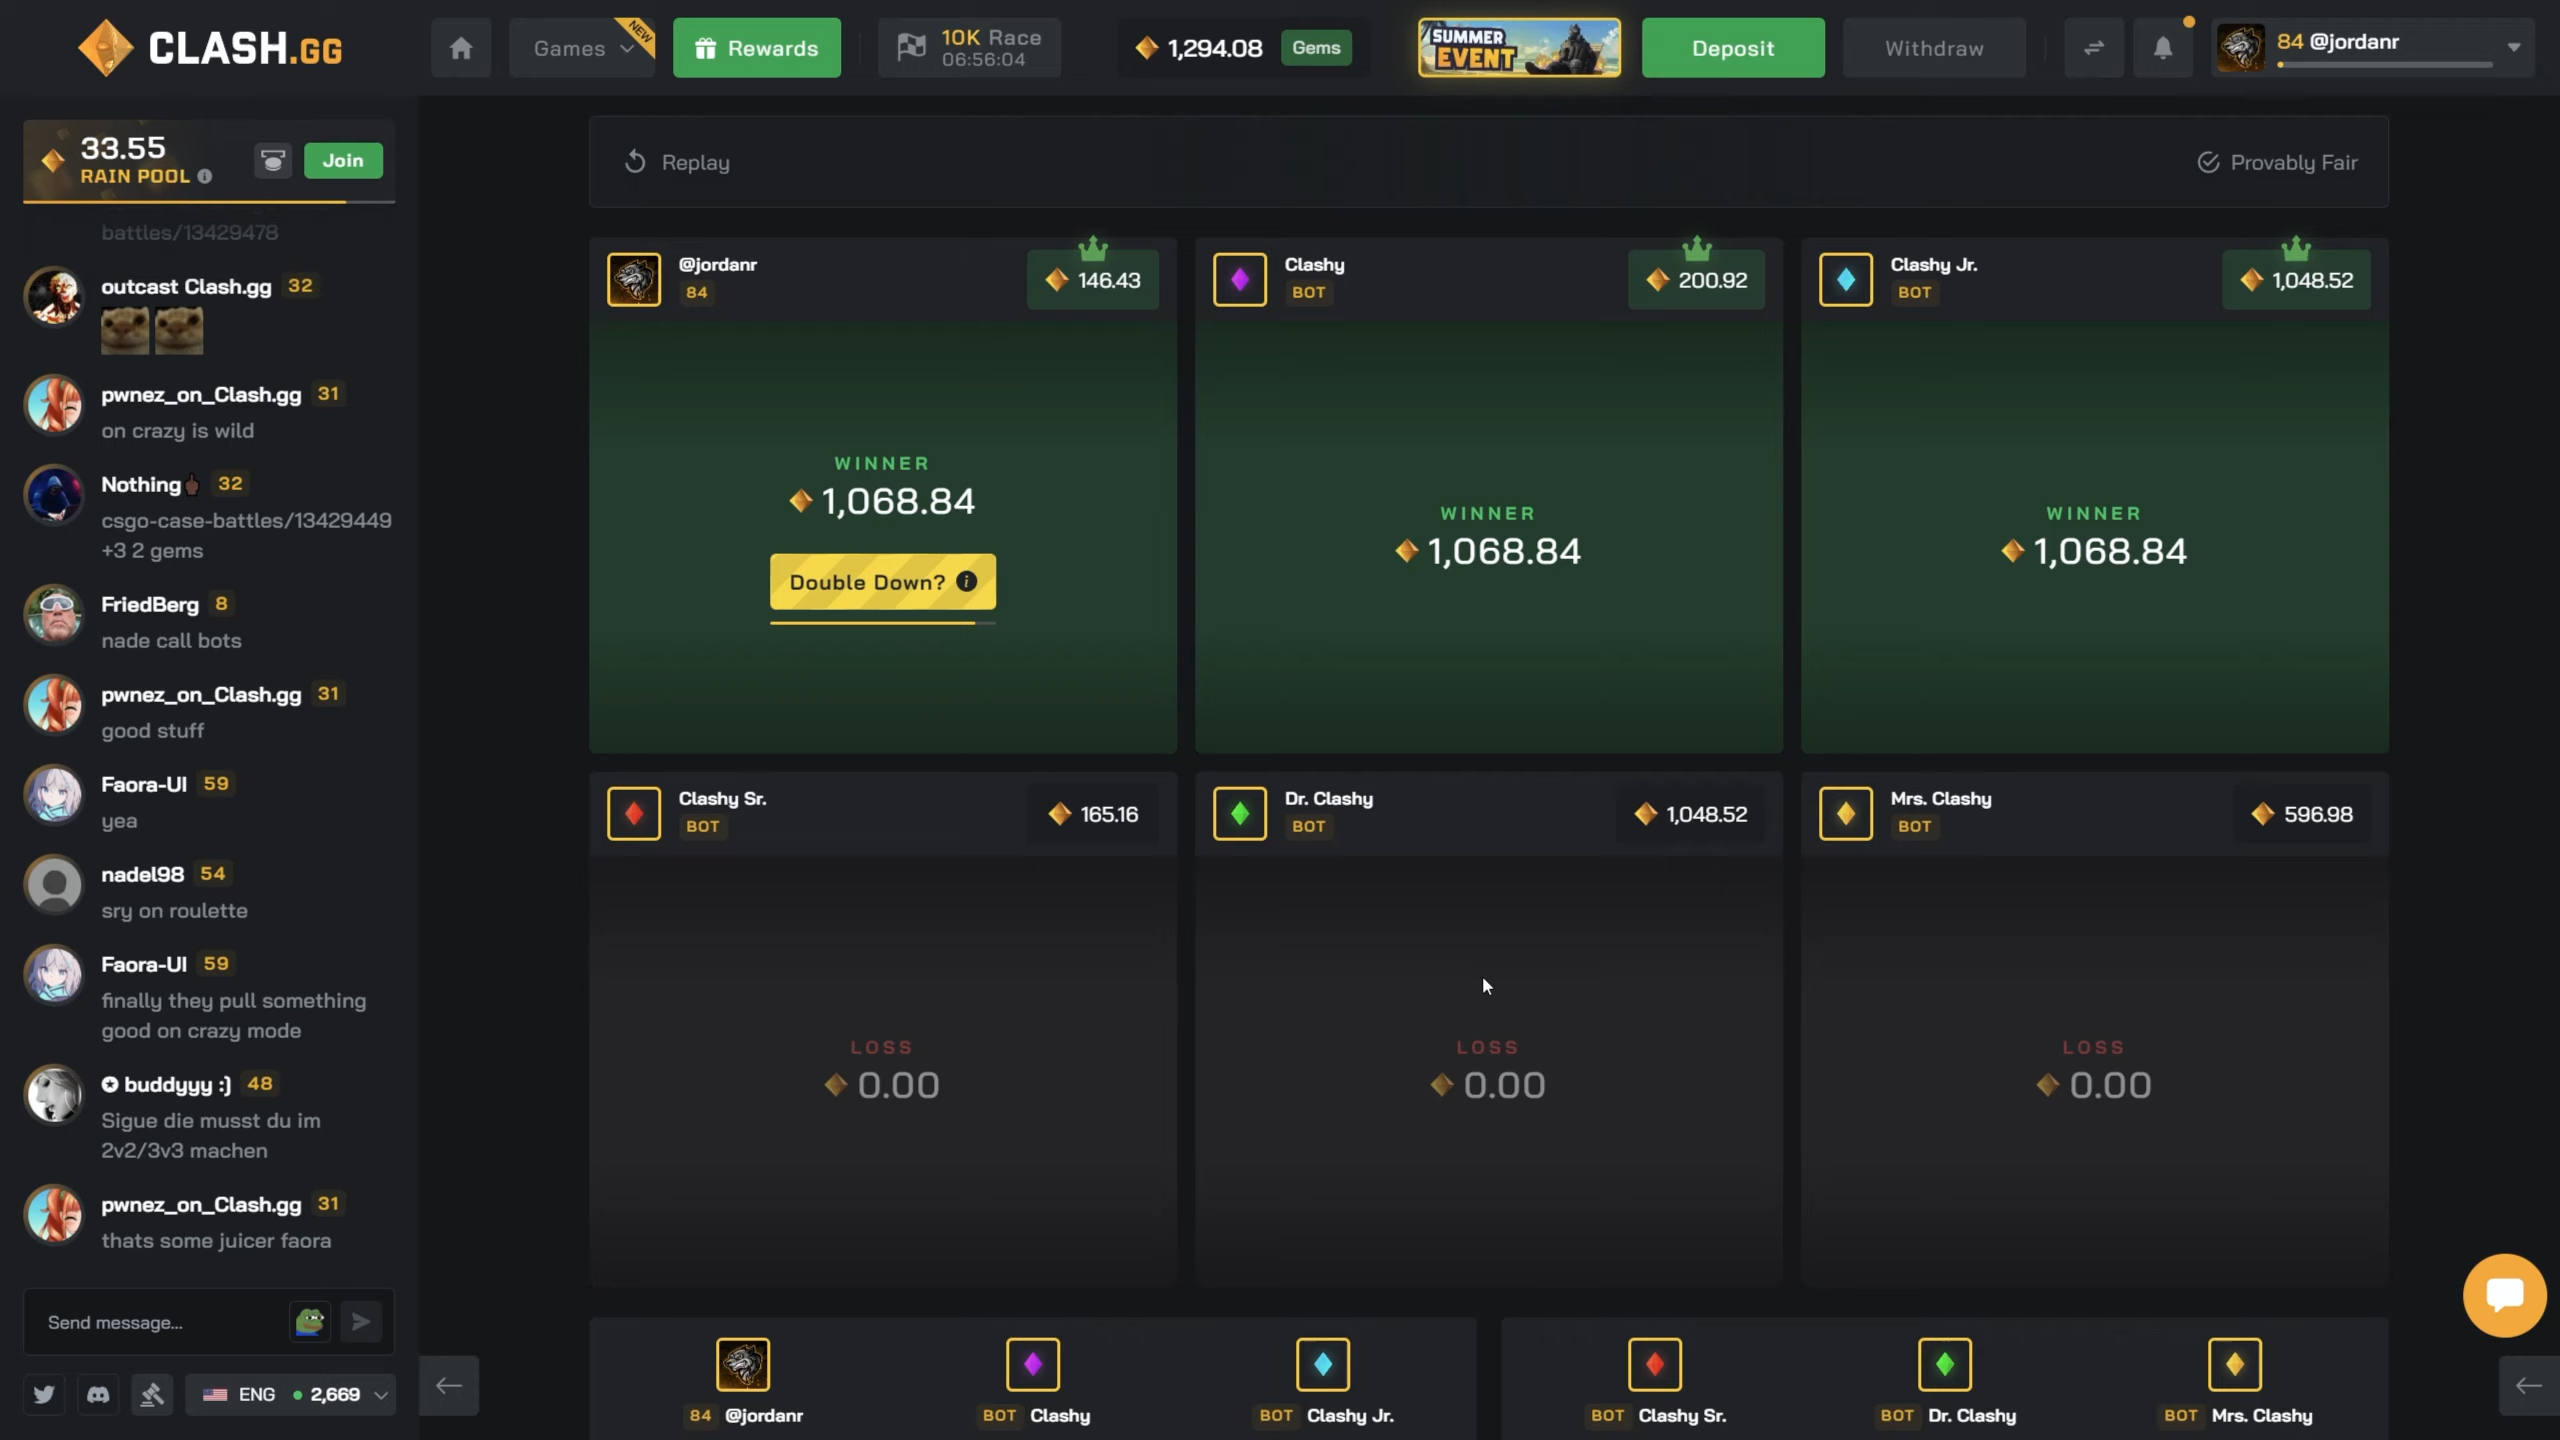 CLASH.GG
Games
NEW
Rewards
10K Race
06:56:04
1,294.08
Gems
SUMMER
EVENT
Deposit
Withdraw
84 @jordanr
33.55
RAIN POOL
Join
battles/13429478
outcast Clash.gg 32
pwnez_on_Clash.gg 31
on crazy is wild
Nothing 32
csgo-case-battles/13429449
+3 2 gems
FriedBerg 8
nade call bots
pwnez_on_Clash.gg 31
good stuff
Faora-UI 59
yea
nadel98 54
sry on roulette
Faora-UI 59
finally they pull something
good on crazy mode
buddyyy :) 48
Sigue die musst du im
2v2/3v3 machen
pwnez_on_Clash.gg 31
thats some juicer faora
Send message...
ENG 2,669
Replay
Provably Fair
@jordanr
84
146.43
WINNER
1,068.84
Double Down?
Clashy
BOT
200.92
WINNER
1,068.84
Clashy Jr.
BOT
1,048.52
WINNER
1,068.84
Clashy Sr.
BOT
165.16
LOSS
0.00
Dr. Clashy
BOT
1,048.52
LOSS
0.00
Mrs. Clashy
BOT
596.98
LOSS
0.00
84 @jordanr
BOT Clashy
BOT Clashy Jr.
BOT Clashy Sr.
BOT Dr. Clashy
BOT Mrs. Clashy